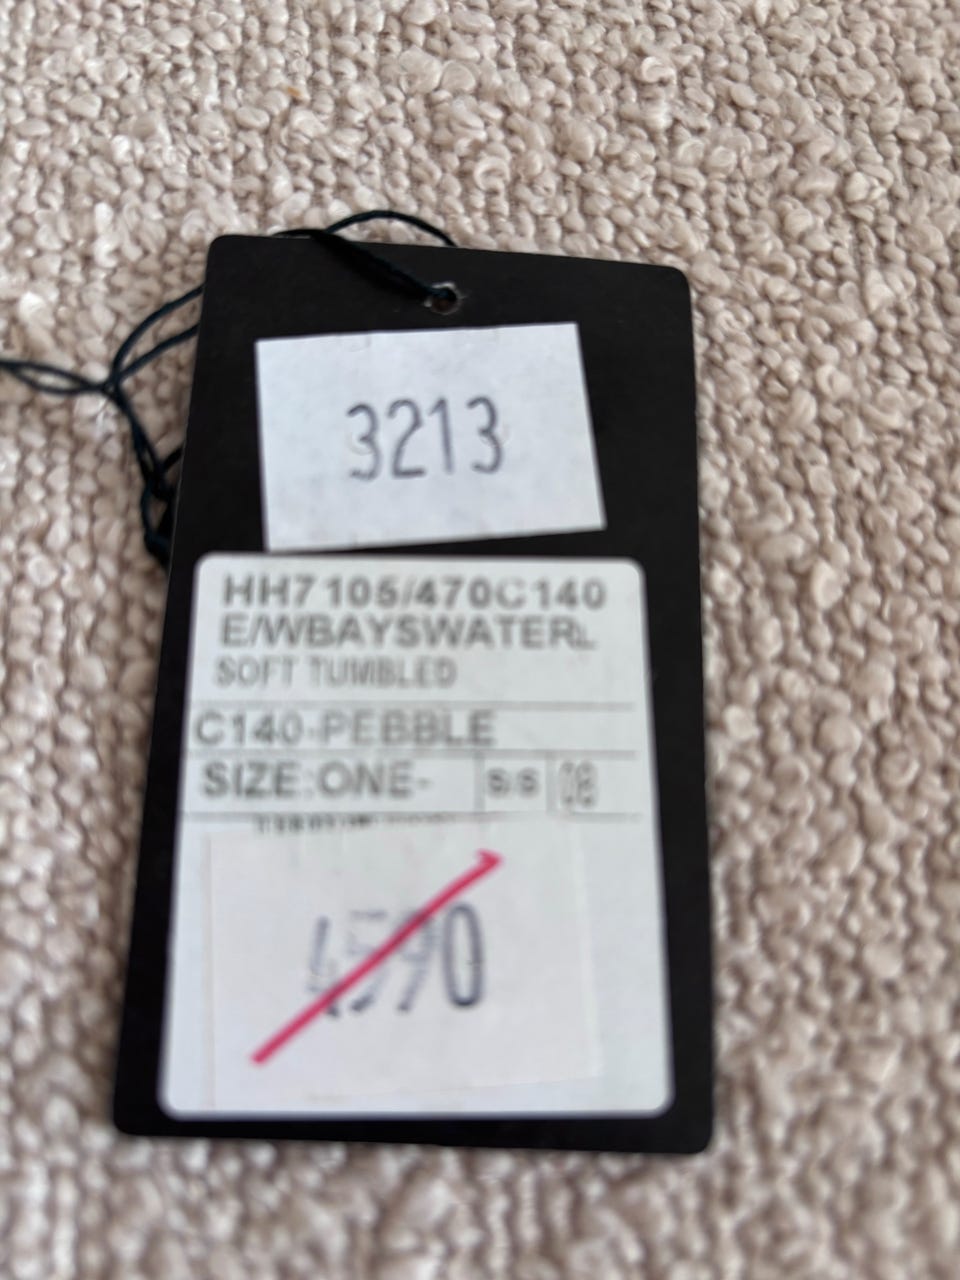 3213
HH7105/470C140
E/WBAYSWATERL
SOFT TUMBLED
C140-PEBBLE
SIZE:ONE-
S-S
08
4590